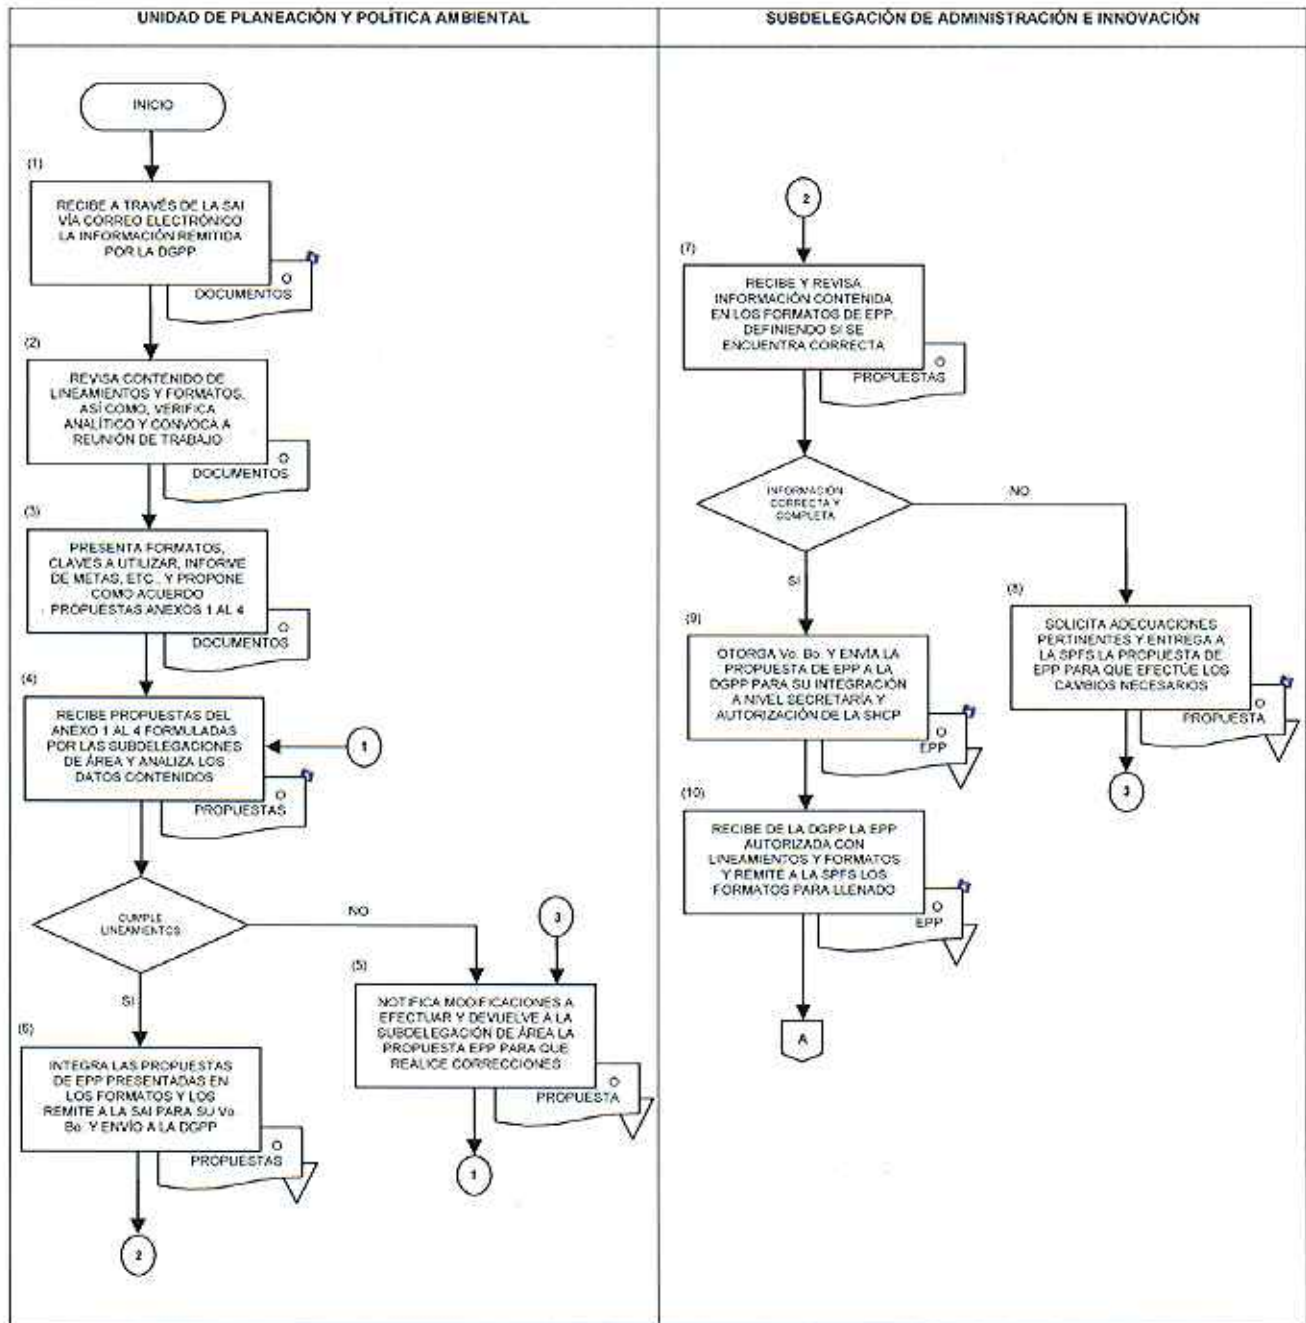 UNIDAD DE PLANEACIÓN Y POLÍTICA AMBIENTAL
SUBDELEGACIÓN DE ADMINISTRACIÓN E INNOVACIÓN
INICIO
(1)
RECIBE A TRAVÉS DE LA SAI
VÍA CORREO ELECTRÓNICO
LA INFORMACIÓN REMITIDA
POR LA DGPP
O
DOCUMENTOS
(2)
REVISA CONTENIDO DE
LINEAMIENTOS Y FORMATOS,
ASÍ COMO, VERIFICA
ANALÍTICO Y CONVOCA A
REUNIÓN DE TRABAJO
O
DOCUMENTOS
(3)
PRESENTA FORMATOS,
CLAVES A UTILIZAR, INFORME
DE METAS, ETC., Y PROPONE
COMO ACUERDO
PROPUESTAS ANEXOS 1 AL 4
O
DOCUMENTOS
(4)
RECIBE PROPUESTAS DEL
ANEXO 1 AL 4 FORMULADAS
POR LAS SUBDELEGACIONES
DE ÁREA Y ANALIZA LOS
DATOS CONTENIDOS
1
O
PROPUESTAS
CUMPLE
LINEAMIENTOS
NO
3
SI
(5)
NOTIFICA MODIFICACIONES A
EFECTUAR Y DEVUELVE A LA
SUBDELEGACIÓN DE ÁREA LA
PROPUESTA EPP PARA QUE
REALICE CORRECCIONES
O
PROPUESTA
1
(6)
INTEGRA LAS PROPUESTAS
DE EPP PRESENTADAS EN
LOS FORMATOS Y LOS
REMITE A LA SAI PARA SU Vo.
Bo. Y ENVÍO A LA DGPP
O
PROPUESTAS
2
2
(7)
RECIBE Y REVISA
INFORMACIÓN CONTENIDA
EN LOS FORMATOS DE EPP,
DEFINIENDO SI SE
ENCUENTRA CORRECTA
O
PROPUESTAS
INFORMACIÓN
CORRECTA Y
COMPLETA
NO
SI
(8)
SOLICITA ADECUACIONES
PERTINENTES Y ENTREGA A
LA SPFS LA PROPUESTA DE
EPP PARA QUE EFECTÚE LOS
CAMBIOS NECESARIOS
O
PROPUESTA
3
(9)
OTORGA Vo. Bo. Y ENVÍA LA
PROPUESTA DE EPP A LA
DGPP PARA SU INTEGRACIÓN
A NIVEL SECRETARÍA Y
AUTORIZACIÓN DE LA SHCP
O
EPP
(10)
RECIBE DE LA DGPP LA EPP
AUTORIZADA CON
LINEAMIENTOS Y FORMATOS
Y REMITE A LA SPFS LOS
FORMATOS PARA LLENADO
O
EPP
A